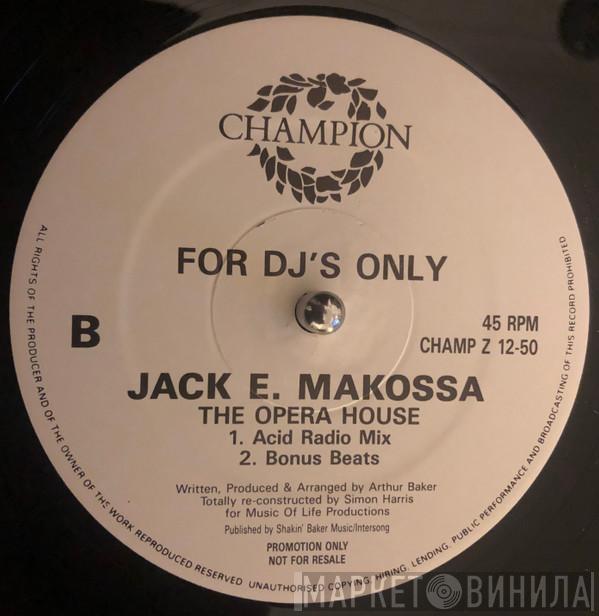 CHAMPION
FOR DJ'S ONLY
B
45 RPM
CHAMP Z 12-50
JACK E. MAKOSSA
THE OPERA HOUSE
1. Acid Radio Mix
2. Bonus Beats
Written, Produced & Arranged by Arthur Baker
Totally re-constructed by Simon Harris
for Music Of Life Productions
Published by Shakin' Baker Music/Intersong
PROMOTION ONLY
NOT FOR RESALE
ALL RIGHTS OF THE PRODUCER AND OF THE OWNER OF THE WORK REPRODUCED RESERVED UNAUTHORISED COPYING, HIRING, LENDING, PUBLIC PERFORMANCE AND BROADCASTING OF THIS RECORD PROHIBITED
МАРКЕТ ВИНИЛА